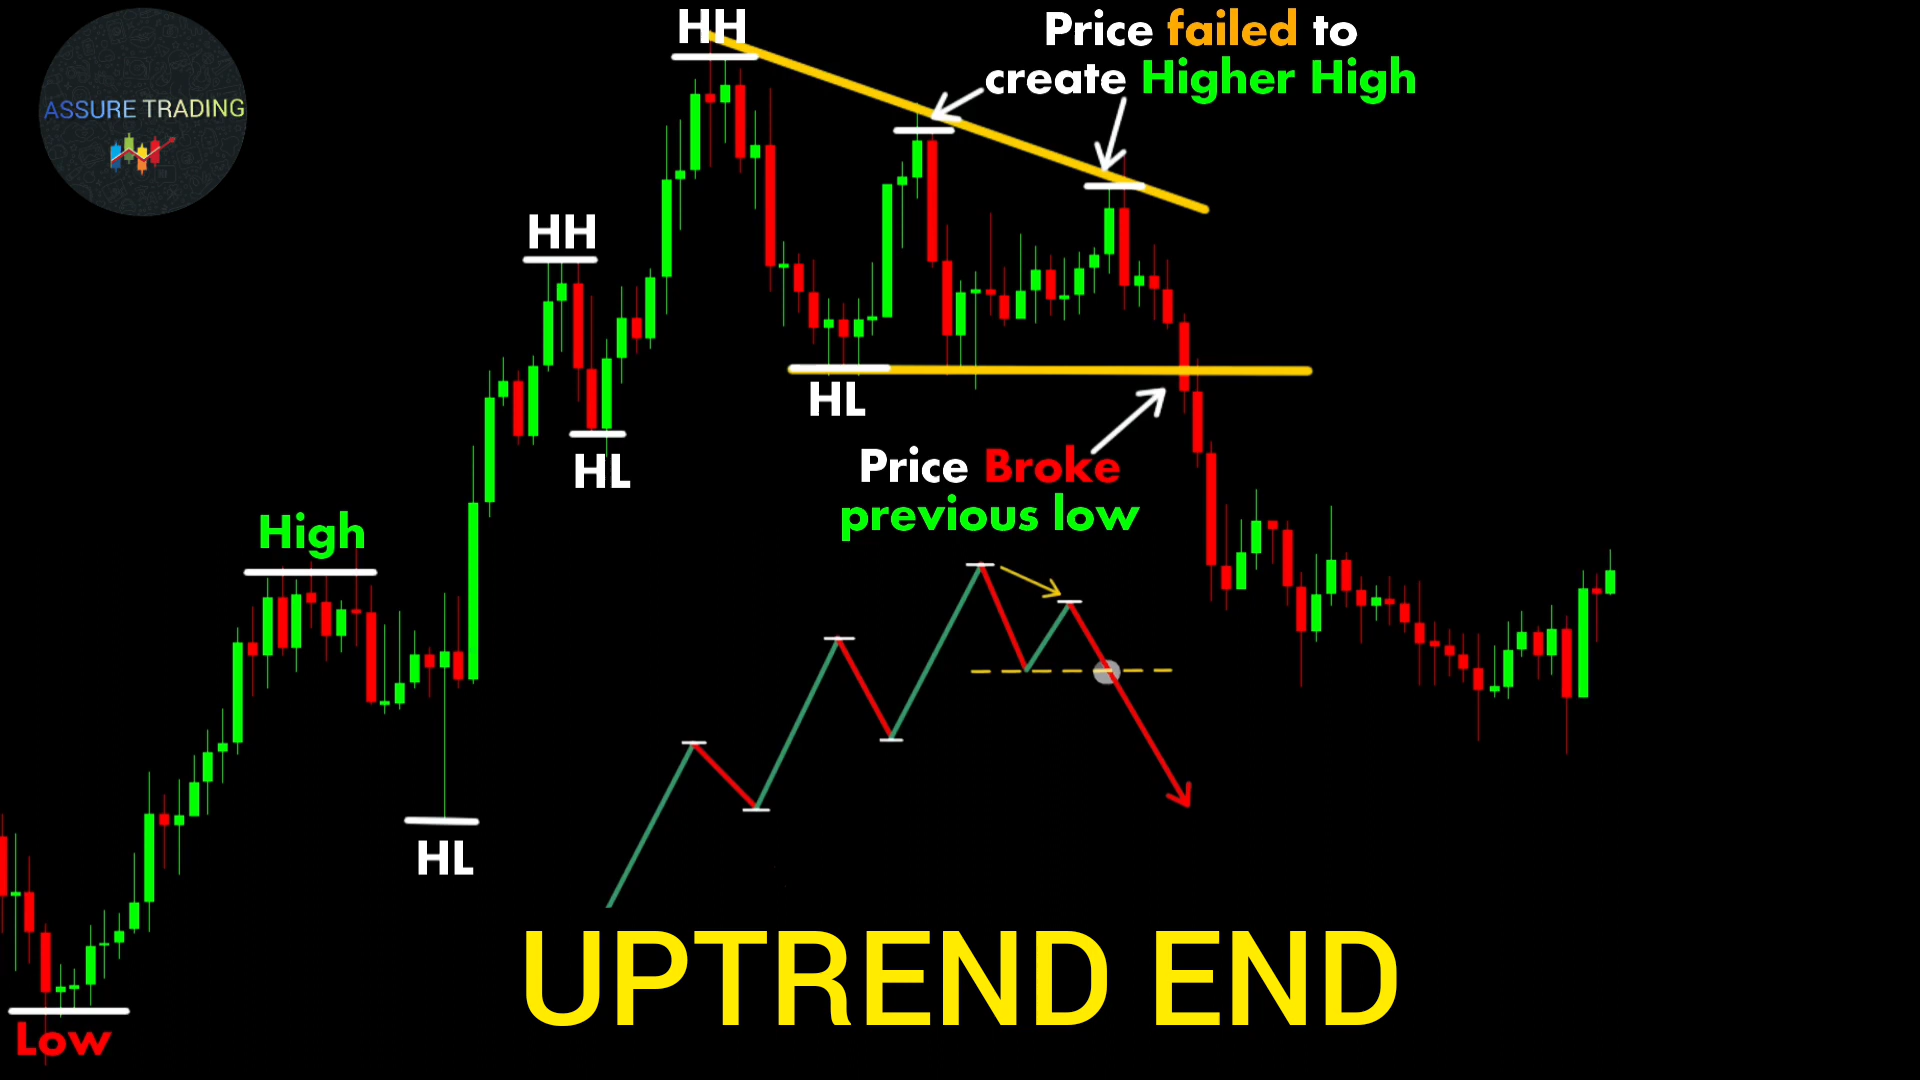 ASSURE TRADING
HH
Price failed to
create Higher High
HH
HL
HL
Price Broke
previous low
High
HL
UPTREND END
Low